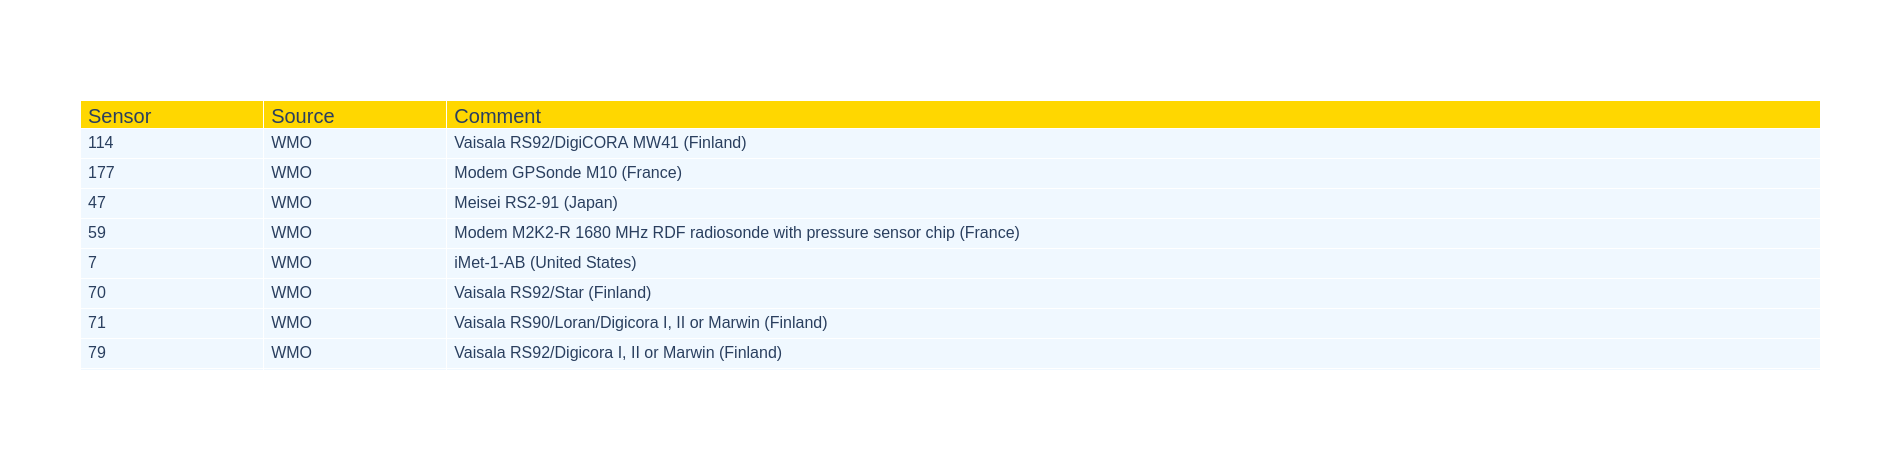 Sensor Source Comment
114 WMO Vaisala RS92/DigiCORA MW41 (Finland)
177 WMO Modem GPSonde M10 (France)
47 WMO Meisei RS2-91 (Japan)
59 WMO Modem M2K2-R 1680 MHz RDF radiosonde with pressure sensor chip (France)
7 WMO iMet-1-AB (United States)
70 WMO Vaisala RS92/Star (Finland)
71 WMO Vaisala RS90/Loran/Digicora I, II or Marwin (Finland)
79 WMO Vaisala RS92/Digicora I, II or Marwin (Finland)